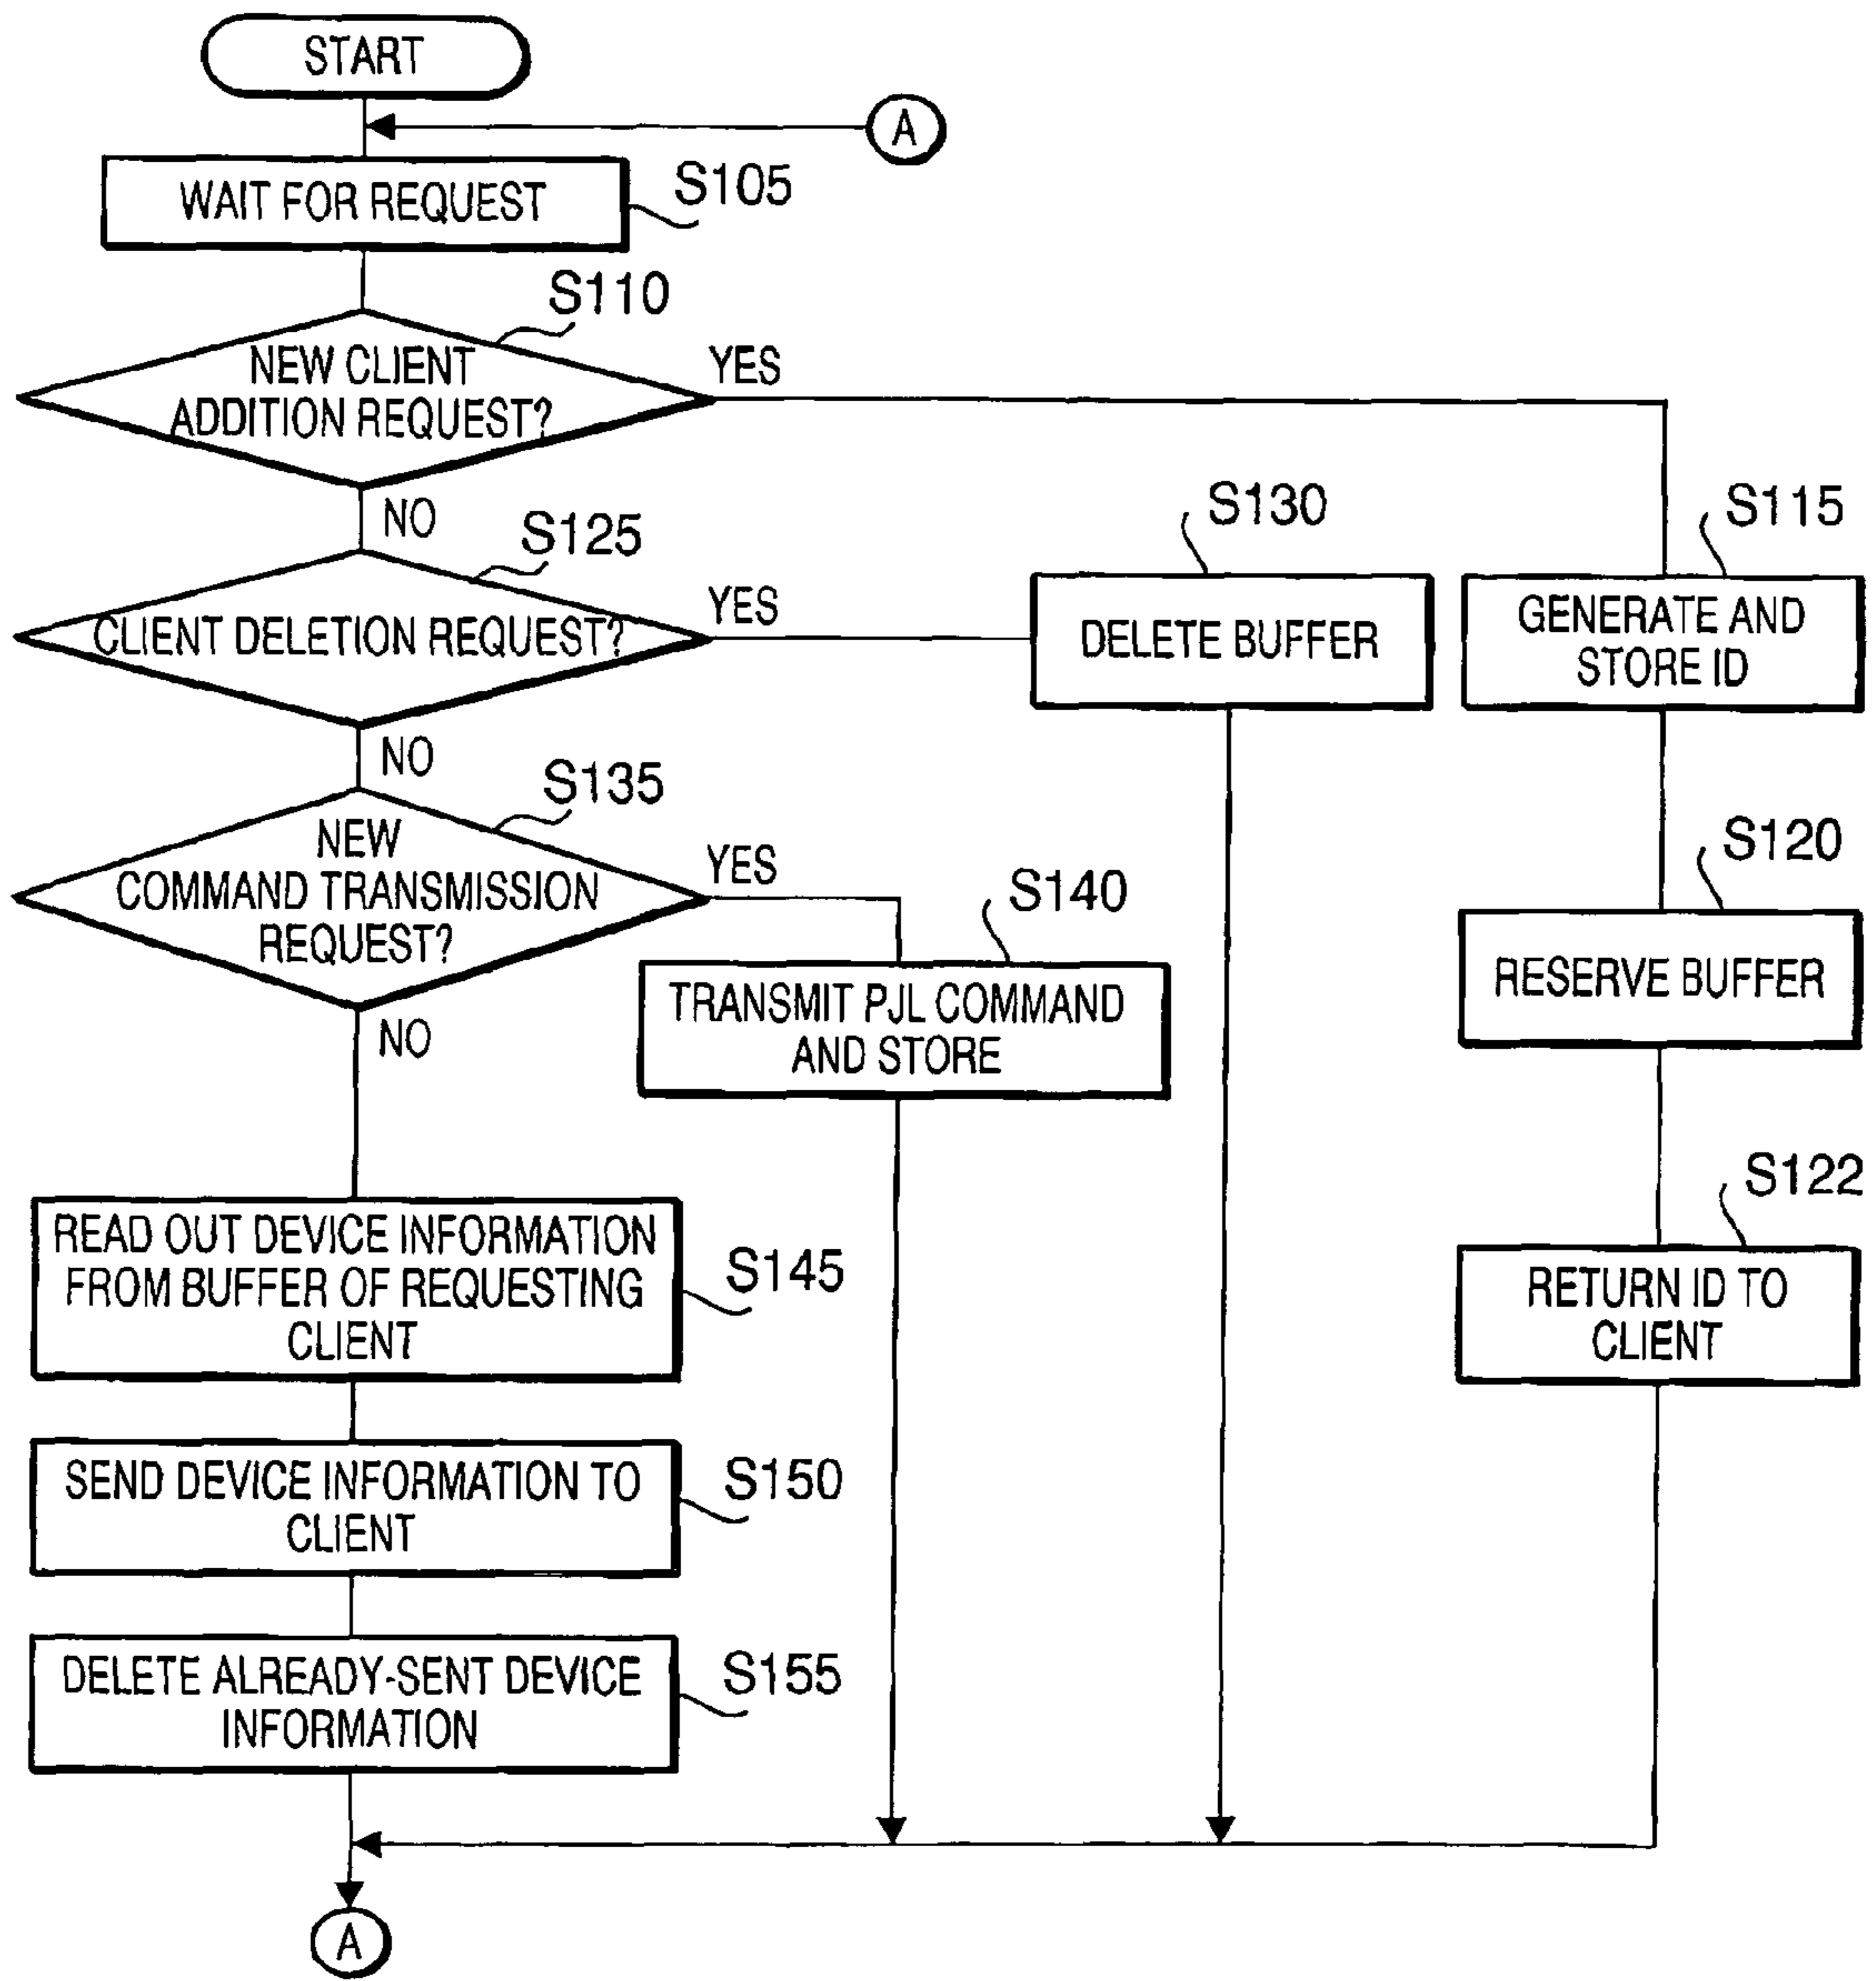 START
A
WAIT FOR REQUEST
S105
S110
NEW CLIENT
ADDITION REQUEST?
YES
NO
S125
CLIENT DELETION REQUEST?
YES
S130
DELETE BUFFER
S115
GENERATE AND
STORE ID
NO
S135
NEW
COMMAND TRANSMISSION
REQUEST?
YES
S140
TRANSMIT PJL COMMAND
AND STORE
S120
RESERVE BUFFER
NO
S122
RETURN ID TO
CLIENT
READ OUT DEVICE INFORMATION
FROM BUFFER OF REQUESTING
CLIENT
S145
SEND DEVICE INFORMATION TO
CLIENT
S150
DELETE ALREADY-SENT DEVICE
INFORMATION
S155
A